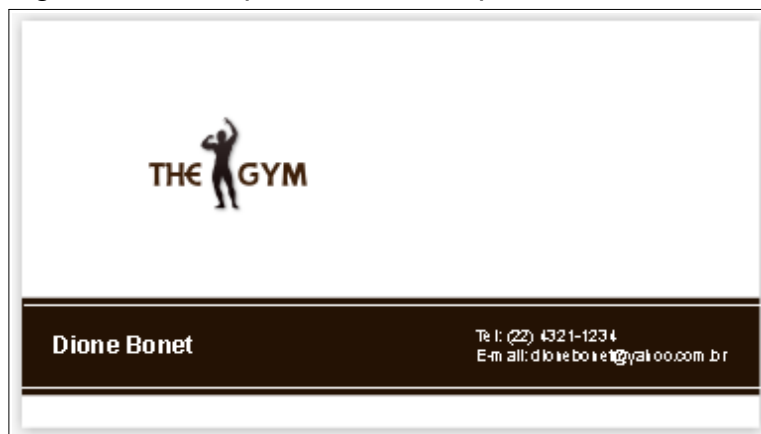 THE GYM
Dione Bonet
Tel: (22) 4321-1234
E-mail: dionebonet@yahoo.com.br